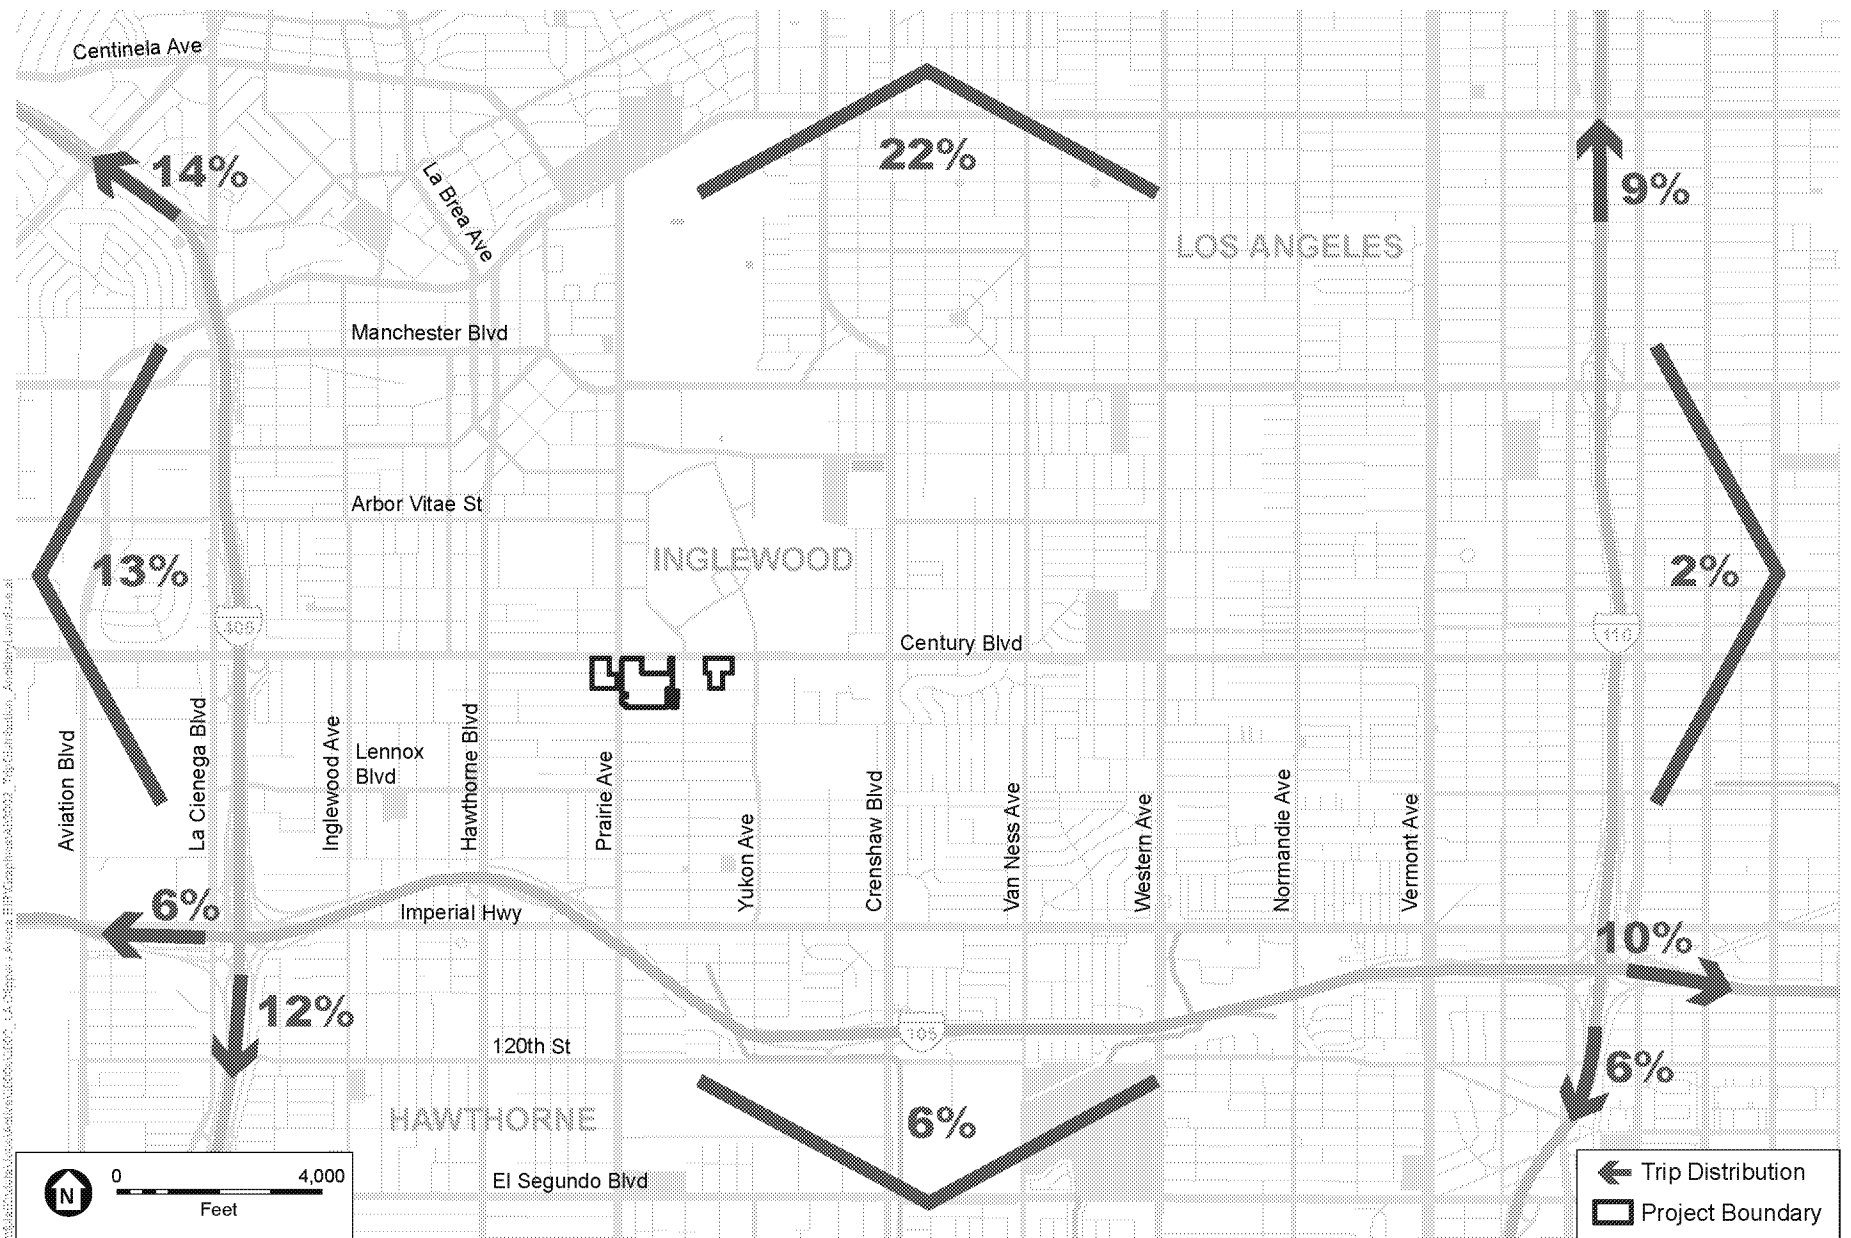 Centinela Ave
14%
La Brea Ave
22%
9%
LOS ANGELES
Manchester Blvd
Arbor Vitae St
INGLEWOOD
13%
2%
405
110
Century Blvd
Aviation Blvd
La Cienega Blvd
Inglewood Ave
Lennox
Blvd
Hawthorne Blvd
Prairie Ave
Yukon Ave
Crenshaw Blvd
Van Ness Ave
Western Ave
Normandie Ave
Vermont Ave
6%
Imperial Hwy
10%
12%
105
120th St
6%
HAWTHORNE
6%
El Segundo Blvd
N
0 4,000
Feet
Trip Distribution
Project Boundary